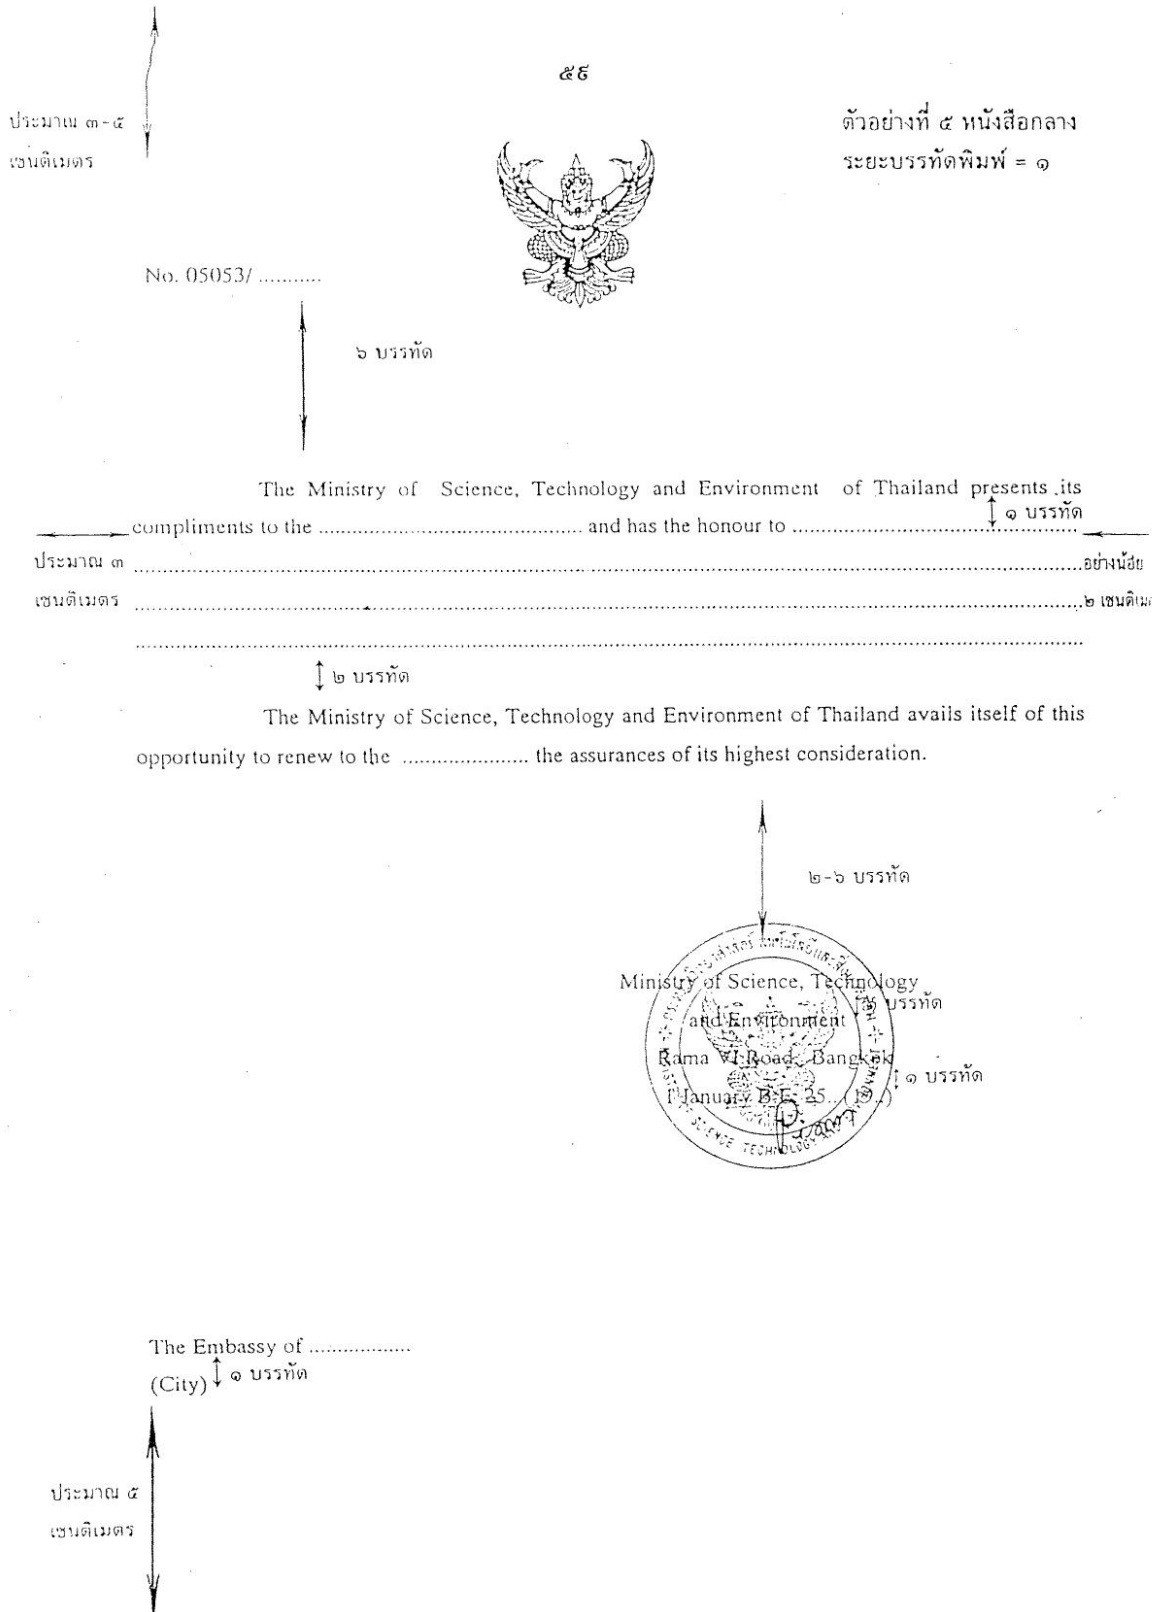 ๕๙
ประมาณ ๓-๕
เซนติเมตร
ตัวอย่างที่ ๕ หนังสือกลาง
ระยะบรรทัดพิมพ์ = ๑
No. 05053/ ...........
๖ บรรทัด
The Ministry of Science, Technology and Environment of Thailand presents its
๑ บรรทัด
compliments to the .......................................... and has the honour to ..............................................
ประมาณ ๓
เซนติเมตร
อย่างน้อย
๒ บรรทัด
The Ministry of Science, Technology and Environment of Thailand avails itself of this
opportunity to renew to the ...................... the assurances of its highest consideration.
๒-๖ บรรทัด
Ministry of Science, Technology
บรรทัด
and Environment
Rama VI Road, Bangkok
๑ บรรทัด
1 January B.E. 25.. (19..)
The Embassy of ..................
๑ บรรทัด
(City)
ประมาณ ๕
เซนติเมตร